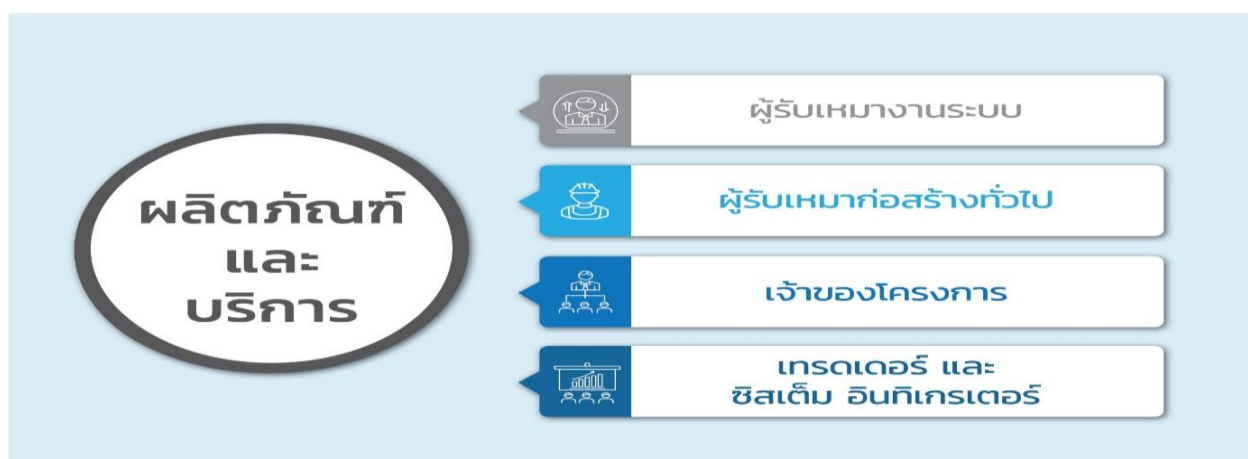 ผลิตภัณฑ์
และ
บริการ
ผู้รับเหมางานระบบ
ผู้รับเหมาก่อสร้างทั่วไป
เจ้าของโครงการ
เทรดเดอร์ และ
ซิสเต็ม อินทิเกรเตอร์